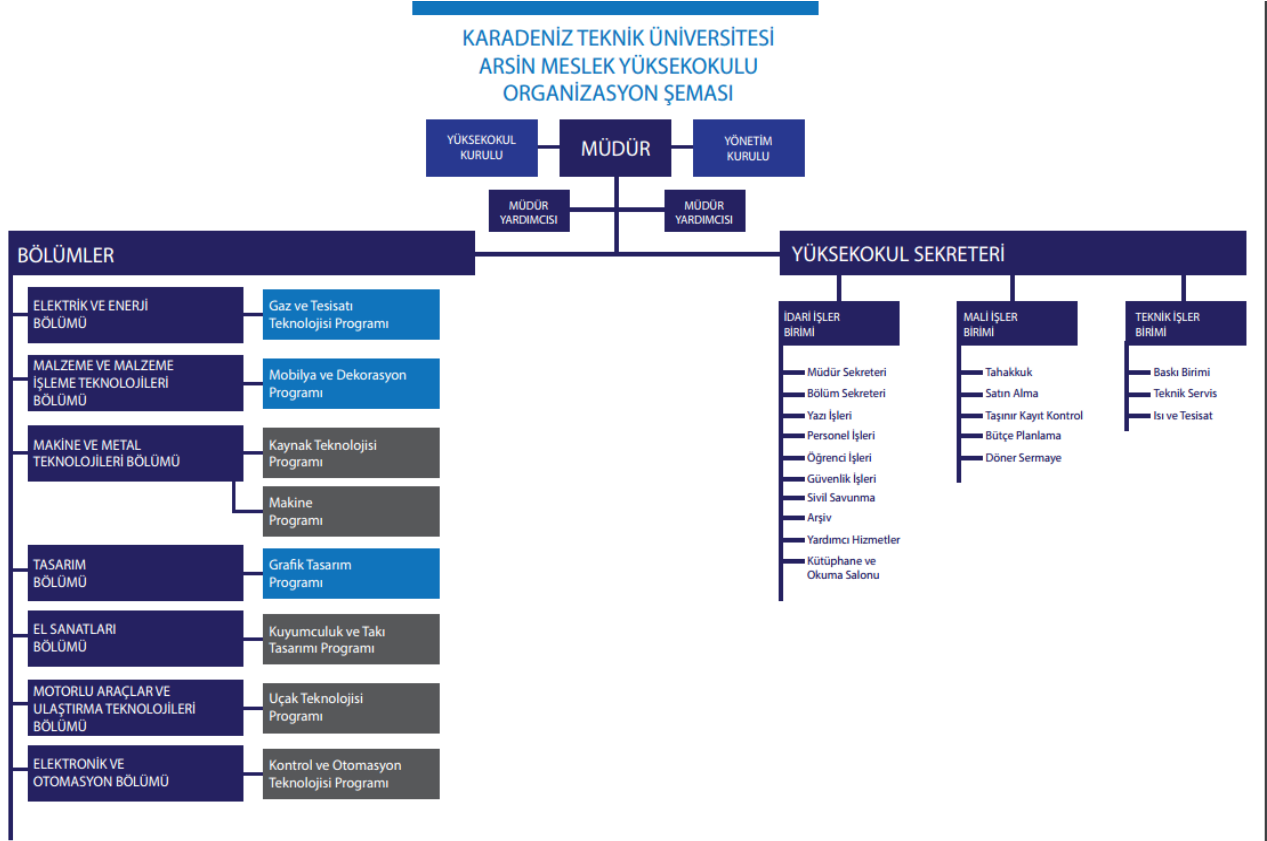 KARADENİZ TEKNİK ÜNİVERSİTESİ
ARSİN MESLEK YÜKSEKOKULU
ORGANİZASYON ŞEMASI
YÜKSEKOKUL
KURULU
MÜDÜR
YÖNETİM
KURULU
MÜDÜR
YARDIMCISI
MÜDÜR
YARDIMCISI
BÖLÜMLER
ELEKTRİK VE ENERJİ
BÖLÜMÜ
Gaz ve Tesisatı
Teknolojisi Programı
MALZEME VE MALZEME
İŞLEME TEKNOLOJİLERİ
BÖLÜMÜ
Mobilya ve Dekorasyon
Programı
MAKİNE VE METAL
TEKNOLOJİLERİ BÖLÜMÜ
Kaynak Teknolojisi
Programı
Makine
Programı
TASARIM
BÖLÜMÜ
Grafik Tasarım
Programı
EL SANATLARI
BÖLÜMÜ
Kuyumculuk ve Takı
Tasarımı Programı
MOTORLU ARAÇLAR VE
ULAŞTIRMA TEKNOLOJİLERİ
BÖLÜMÜ
Uçak Teknolojisi
Programı
ELEKTRONİK VE
OTOMASYON BÖLÜMÜ
Kontrol ve Otomasyon
Teknolojisi Programı
YÜKSEKOKUL SEKRETERİ
İDARİ İŞLER
BİRİMİ
Müdür Sekreteri
Bölüm Sekreteri
Yazı İşleri
Personel İşleri
Öğrenci İşleri
Güvenlik İşleri
Sivil Savunma
Arşiv
Yardımcı Hizmetler
Kütüphane ve
Okuma Salonu
MALİ İŞLER
BİRİMİ
Tahakkuk
Satın Alma
Taşınır Kayıt Kontrol
Bütçe Planlama
Döner Sermaye
TEKNİK İŞLER
BİRİMİ
Baskı Birimi
Teknik Servis
Isı ve Tesisat